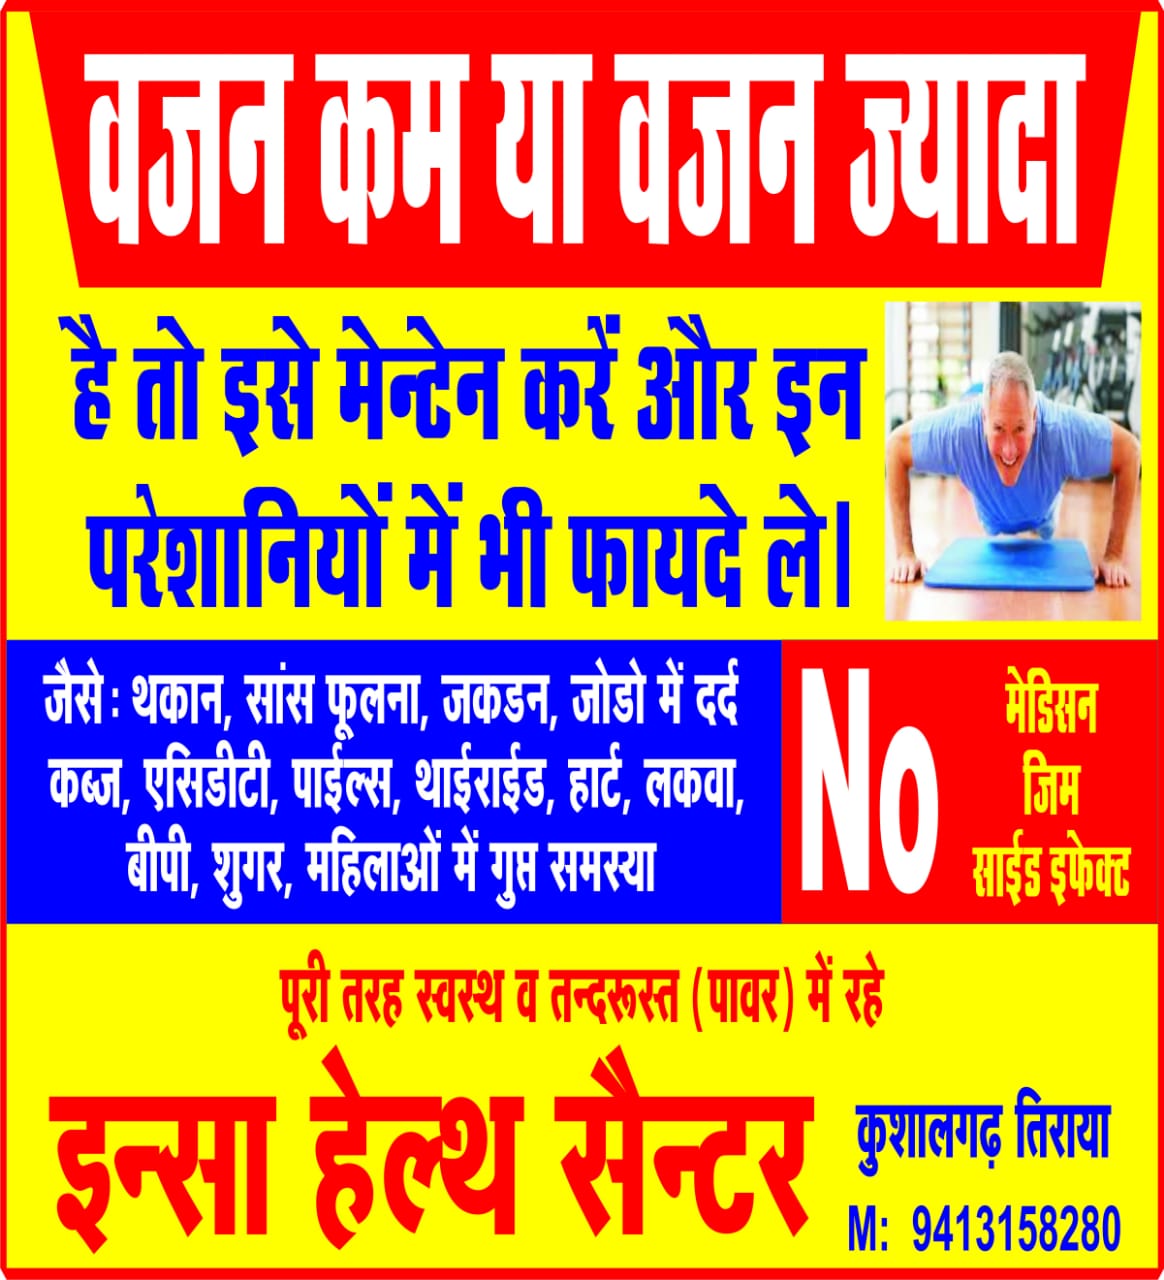 वजन कम या वजन ज्यादा
है तो इसे मेन्टेन करें और इन
परेशानियों में भी फायदे ले।
जैसे: थकान, सांस फूलना, जकडन, जोडो में दर्द
कब्ज, एसिडीटी, पाईल्स, थाईराईड, हार्ट, लकवा,
बीपी, शुगर, महिलाओं में गुप्त समस्या
No
मेडिसन
जिम
साईड इफेक्ट
पूरी तरह स्वस्थ व तन्दरूस्त (पावर) में रहे
इन्सा हेल्थ सैन्टर
कुशालगढ़ तिराया
M: 9413158280